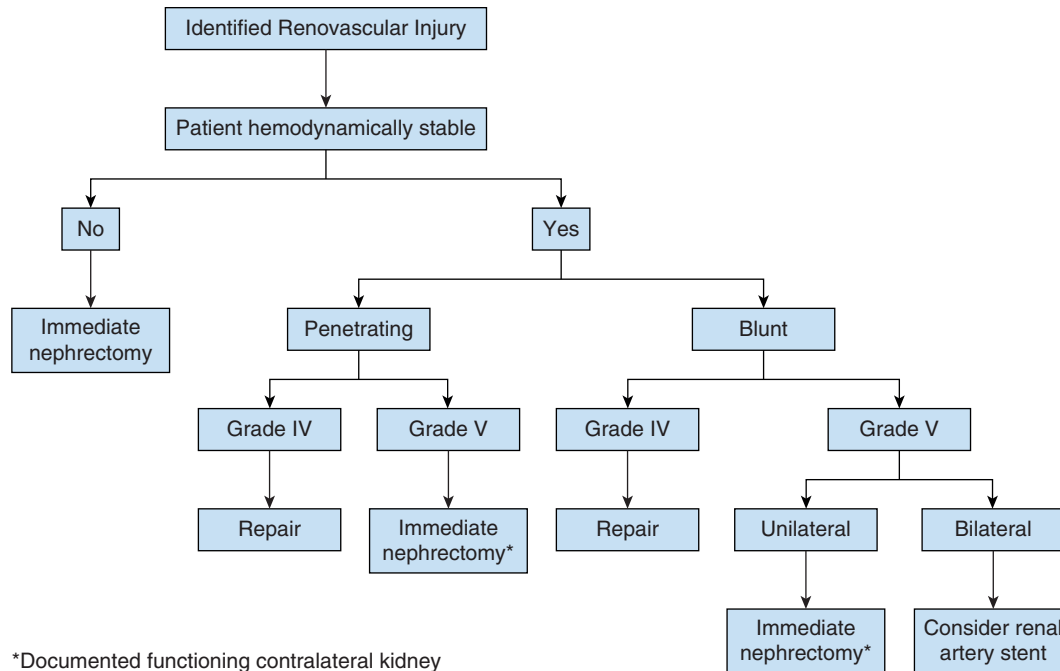 Identified Renovascular Injury
Patient hemodynamically stable
No
Yes
Immediate
nephrectomy
Penetrating
Blunt
Grade IV
Grade V
Grade IV
Grade V
Repair
Immediate
nephrectomy*
Repair
Unilateral
Bilateral
Immediate
nephrectomy*
Consider renal
artery stent
*Documented functioning contralateral kidney